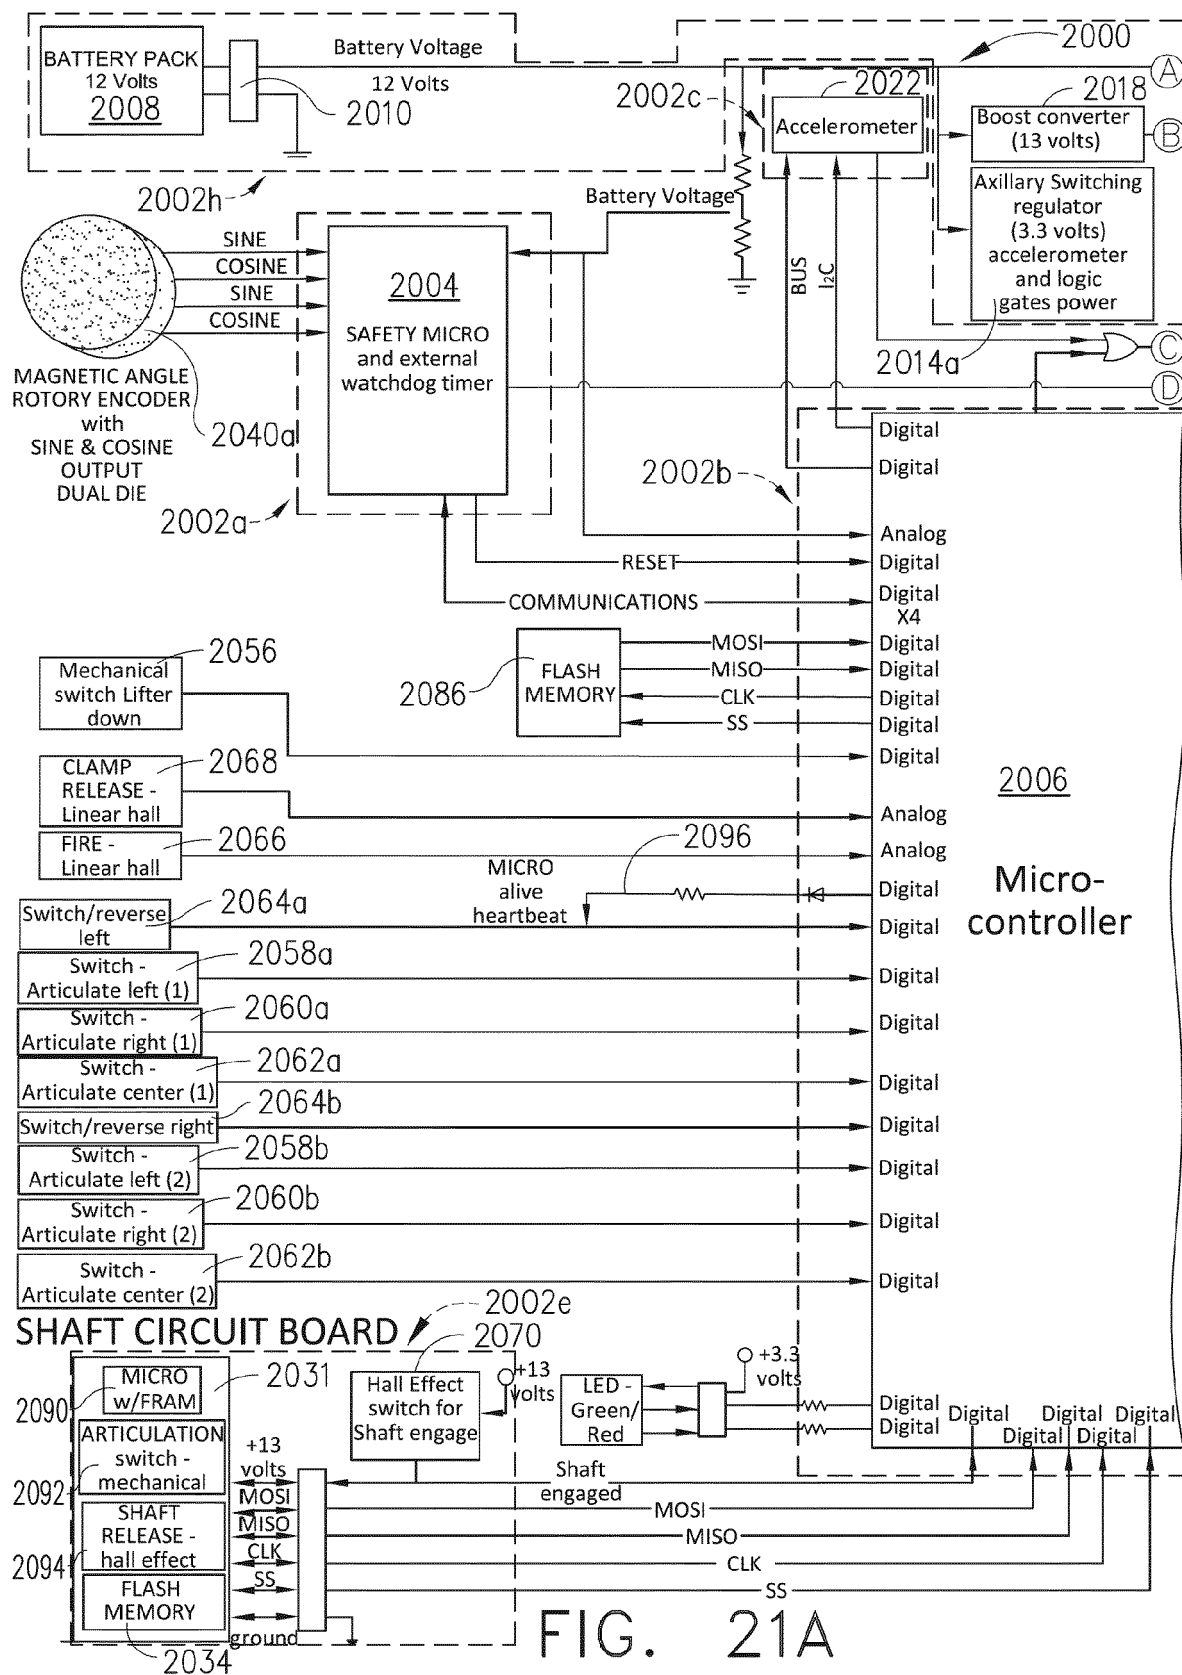 BATTERY PACK
12 Volts
2008
2010
Battery Voltage
12 Volts
2002h
2002c
2022
Accelerometer
2000
A
2018
Boost converter
(13 volts)
B
Axillary Switching
regulator
(3.3 volts)
accelerometer
and logic
gates power
2014a
C
D
Battery Voltage
BUS
I2C
SINE
COSINE
SINE
COSINE
MAGNETIC ANGLE
ROTORY ENCODER
with
SINE & COSINE
OUTPUT
DUAL DIE
2040a
2004
SAFETY MICRO
and external
watchdog timer
2002a
2002b
Digital
Digital
Analog
RESET
Digital
COMMUNICATIONS
Digital
X4
2086
FLASH
MEMORY
MOSI
Digital
MISO
Digital
CLK
Digital
SS
Digital
2056
Mechanical
switch Lifter
down
Digital
2006
Micro-
controller
2068
CLAMP
RELEASE -
Linear hall
Analog
2066
FIRE -
Linear hall
Analog
2096
MICRO
alive
heartbeat
Digital
2064a
Switch/reverse
left
Digital
2058a
Switch -
Articulate left (1)
Digital
2060a
Switch -
Articulate right (1)
Digital
2062a
Switch -
Articulate center (1)
Digital
2064b
Switch/reverse right
Digital
2058b
Switch -
Articulate left (2)
Digital
2060b
Switch -
Articulate right (2)
Digital
2062b
Switch -
Articulate center (2)
Digital
SHAFT CIRCUIT BOARD
2002e
2070
Hall Effect
switch for
Shaft engage
+13
volts
2031
2090
MICRO
w/FRAM
2092
ARTICULATION
switch -
mechanical
2094
SHAFT
RELEASE -
hall effect
FLASH
MEMORY
2034
+13
volts
MOSI
MISO
CLK
SS
ground
LED -
Green/
Red
+3.3
volts
Digital
Digital
Digital
Digital
Digital
Digital
Digital
Shaft
engaged
MOSI
MISO
CLK
SS
FIG. 21A